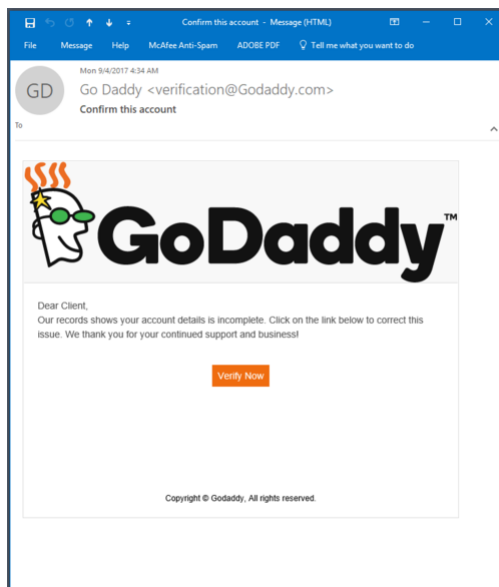 Confirm this account - Message (HTML)
File Message Help McAfee Anti-Spam ADOBE PDF Tell me what you want to do
Mon 9/4/2017 4:34 AM
GD
Go Daddy <verification@Godaddy.com>
Confirm this account
To
GoDaddy™
Dear Client,
Our records shows your account details is incomplete. Click on the link below to correct this
issue. We thank you for your continued support and business!
Verify Now
Copyright © Godaddy, All rights reserved.